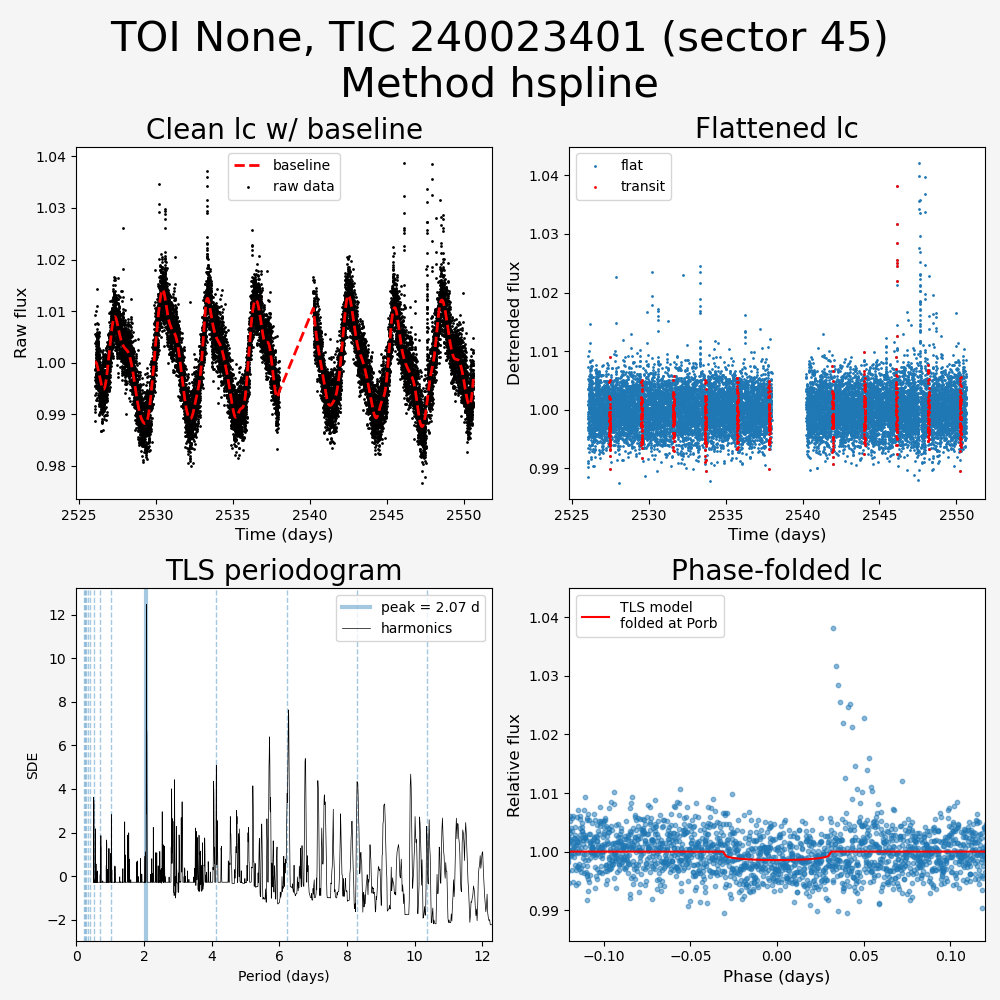 TOI None, TIC 240023401 (sector 45)
Method hspline
Clean lc w/ baseline
Flattened lc
baseline
raw data
flat
transit
1.04
1.03
1.02
1.01
1.00
0.99
0.98
Raw flux
2525
2530
2535
2540
2545
2550
Time (days)
1.04
1.03
1.02
1.01
1.00
0.99
Detrended flux
2525
2530
2535
2540
2545
2550
Time (days)
TLS periodogram
Phase-folded lc
peak = 2.07 d
harmonics
TLS model
folded at Porb
12
10
8
6
4
2
0
−2
SDE
0
2
4
6
8
10
12
Period (days)
1.04
1.03
1.02
1.01
1.00
0.99
Relative flux
−0.10
−0.05
0.00
0.05
0.10
Phase (days)